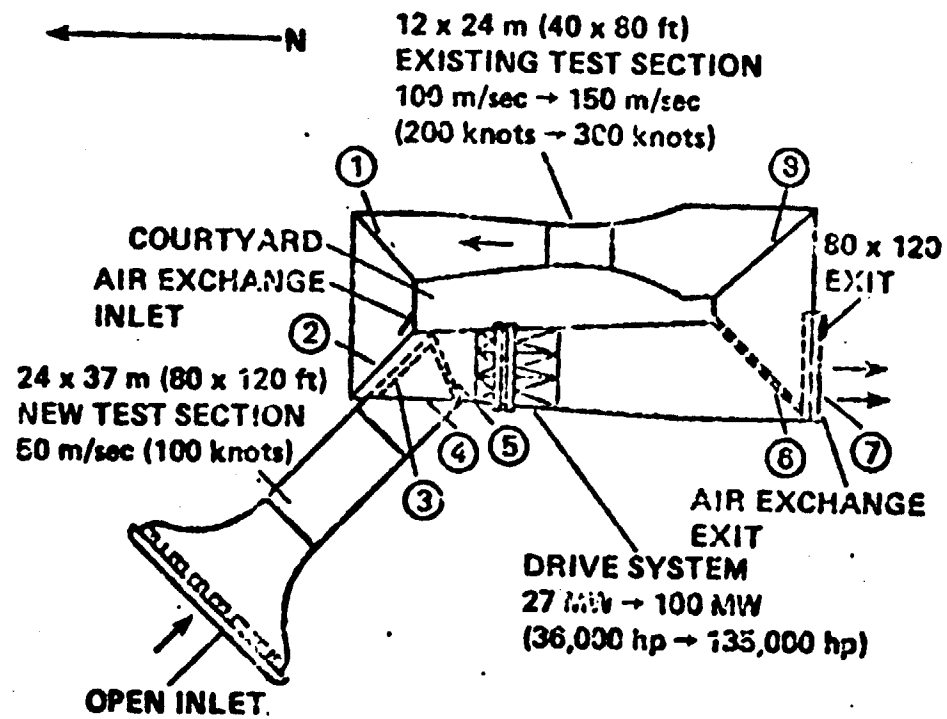 N
12 x 24 m (40 x 80 ft)
EXISTING TEST SECTION
100 m/sec → 150 m/sec
(200 knots → 300 knots)
1
9
COURTYARD
AIR EXCHANGE
INLET
80 x 120
EXIT
2
24 x 37 m (80 x 120 ft)
NEW TEST SECTION
50 m/sec (100 knots)
3
4
5
6
7
AIR EXCHANGE
EXIT
DRIVE SYSTEM
27 MW → 100 MW
(36,000 hp → 135,000 hp)
OPEN INLET